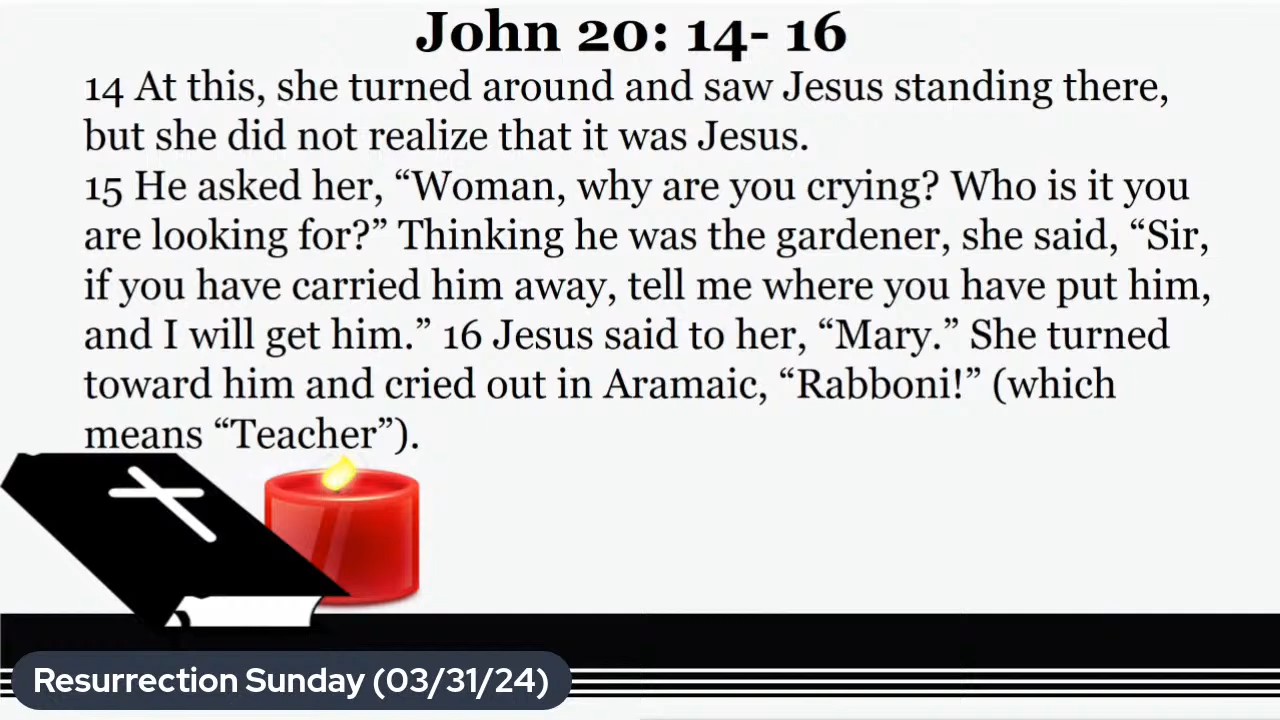 John 20: 14- 16
14 At this, she turned around and saw Jesus standing there,
but she did not realize that it was Jesus.
15 He asked her, “Woman, why are you crying? Who is it you
are looking for?” Thinking he was the gardener, she said, “Sir,
if you have carried him away, tell me where you have put him,
and I will get him.” 16 Jesus said to her, “Mary.” She turned
toward him and cried out in Aramaic, “Rabboni!” (which
means “Teacher”).
Resurrection Sunday (03/31/24)